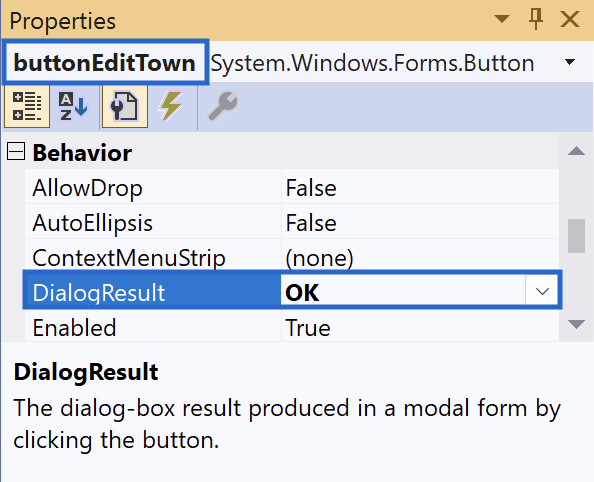 Properties
buttonEditTown System.Windows.Forms.Button
A
Z
Behavior
AllowDrop False
AutoEllipsis False
ContextMenuStrip (none)
DialogResult OK
Enabled True
DialogResult
The dialog-box result produced in a modal form by
clicking the button.